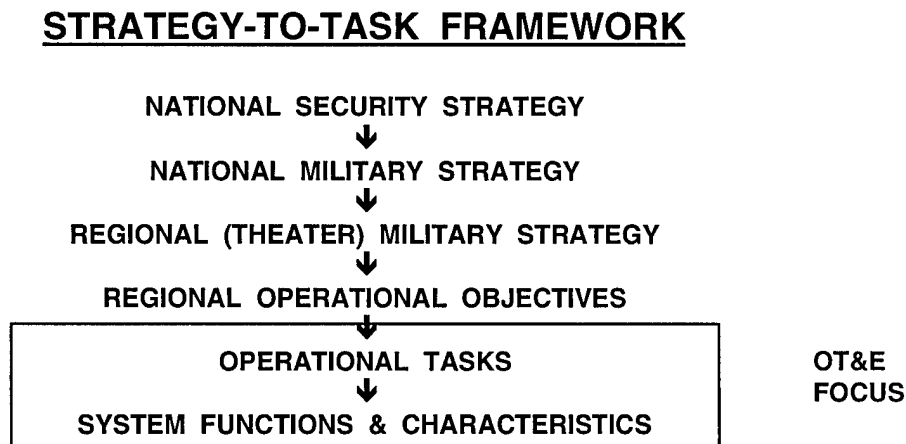 STRATEGY-TO-TASK FRAMEWORK
NATIONAL SECURITY STRATEGY
NATIONAL MILITARY STRATEGY
REGIONAL (THEATER) MILITARY STRATEGY
REGIONAL OPERATIONAL OBJECTIVES
OPERATIONAL TASKS
SYSTEM FUNCTIONS & CHARACTERISTICS
OT&E
FOCUS